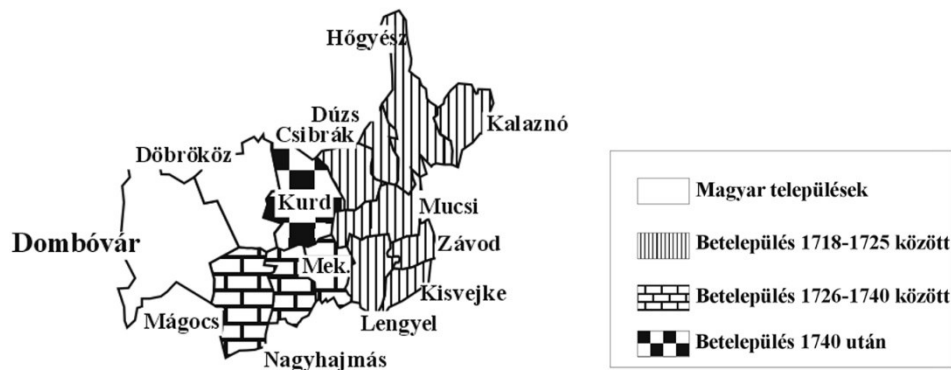 Hőgyész
Dúzs
Kalaznó
Csibrák
Döbrököz
Kurd
Mucsi
Dombóvár
Závod
Mek.
Kisvejke
Mágocs
Lengyel
Nagyhajmás
Magyar települések
Betelepülés 1718-1725 között
Betelepülés 1726-1740 között
Betelepülés 1740 után